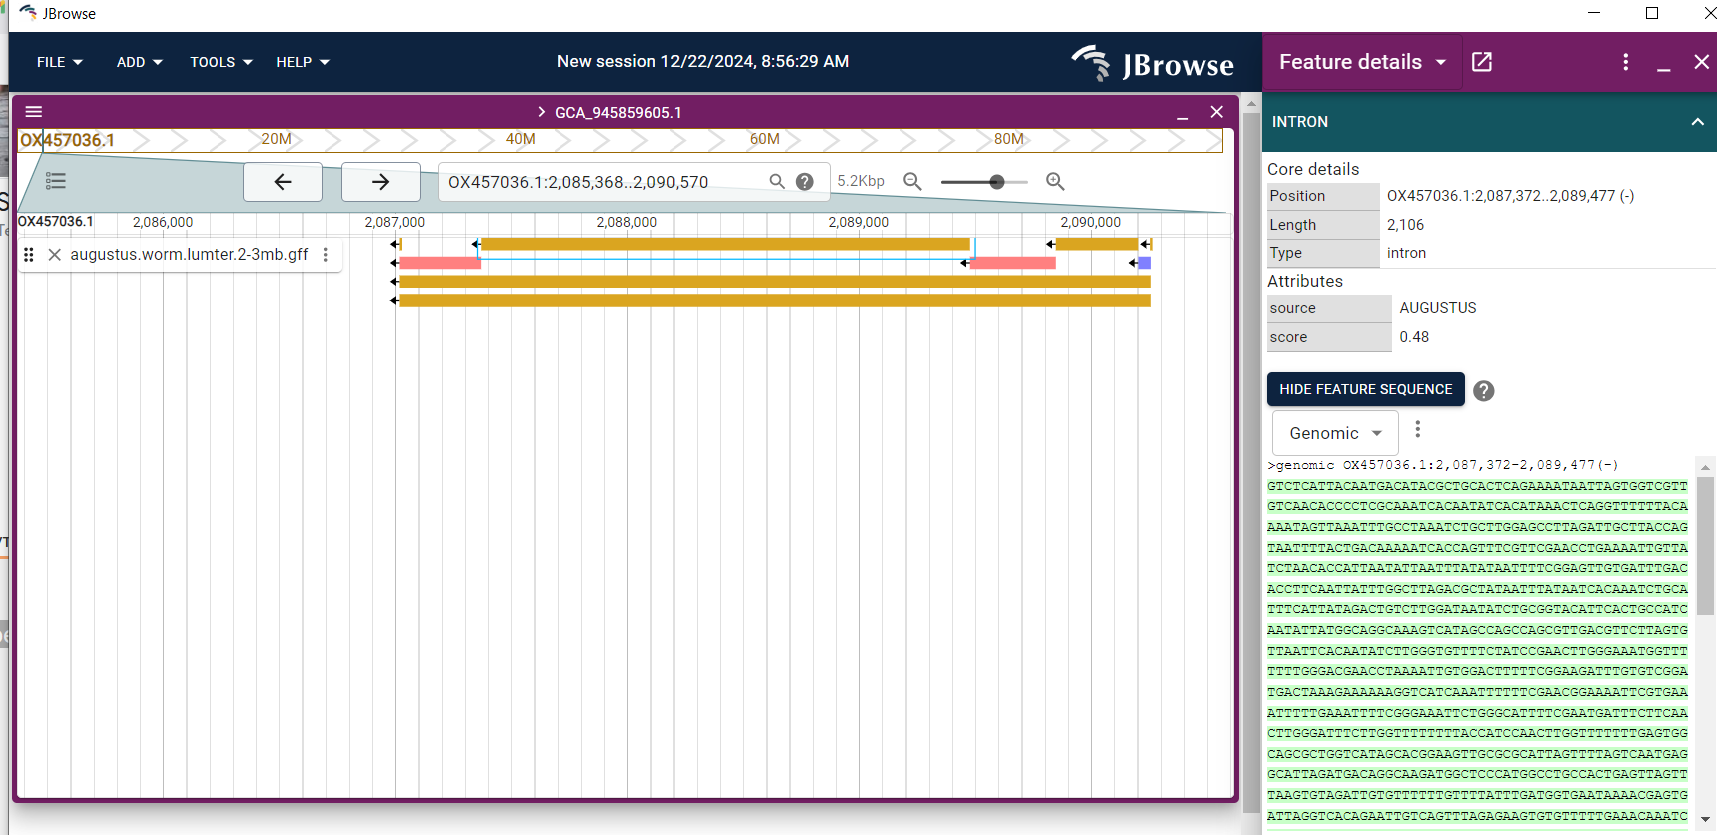 JBrowse
FILE ADD TOOLS HELP New session 12/22/2024, 8:56:29 AM JBrowse
Feature details
GCA_945859605.1
OX457036.1 20M 40M 60M 80M
OX457036.1:2,085,368..2,090,570 5.2Kbp
OX457036.1 2,086,000 2,087,000 2,088,000 2,089,000 2,090,000
augustus.worm.lumter.2-3mb.gff
INTRON
Core details
Position OX457036.1:2,087,372..2,089,477 (-)
Length 2,106
Type intron
Attributes
source AUGUSTUS
score 0.48
HIDE FEATURE SEQUENCE
Genomic
>genomic OX457036.1:2,087,372-2,089,477(-)
GTCTCATTACAATGACATACGCTGCACTCAGAAAATAATTAGTGGTCGTT
GTCAACACCCCTCGCAAATCACAATATCACATAAACTCAGGTTTTTTACA
AAATAGTTAAATTTGCCTAAATCTGCTTGGAGCCTTAGATTGCTTACCAG
TAATTTTACTGACAAAAATCACCAGTTTCGTTCGAACCTGAAAATTGTTA
TCTAACACCATTAATATTAATTTATATAATTTTCGGAGTTGTGATTTGAC
ACCTTCAATTATTTGGCTTAGACGCTATAATTTATAATCACAAATCTGCA
TTTCATTATAGACTGTCTTGGATAATATCTGCGGTACATTCACTGCCATC
AATATTATGGCAGGCAAAGTCATAGCCAGCCAGCGTTGACGTTCTTAGTG
TTAATTCACAATATCTTGGGTGTTTTCTATCCGAACTTGGGAAATGGTTT
TTTTGGGACGAACCTAAAATTGTGGACTTTTTCGGAAGATTTGTGTCGGA
TGACTAAAGAAAAAAGGTCATCAAATTTTTTCGAACGGAAAATTCGTGAA
ATTTTTGAAATTTTCGGGAAATTCTGGGCATTTTCGAATGATTTCTTCAA
CTTGGGATTTCTTGGTTTTTTTTACCATCCAACTTGGTTTTTTTGAGTGG
CAGCGCTGGTCATAGCACGGAAGTTGCGCGCATTAGTTTTAGTCAATGAG
GCATTAGATGACAGGCAAGATGGCTCCCATGGCCTGCCACTGAGTTAGTT
TAAGTGTAGATTGTGTTTTTTGTTTTATTTGATGGTGAATAAAACGAGTG
ATTAGGTCACAGAATTGTCAGTTTAGAGAAGTGTGTTTTTGAAACAAATC